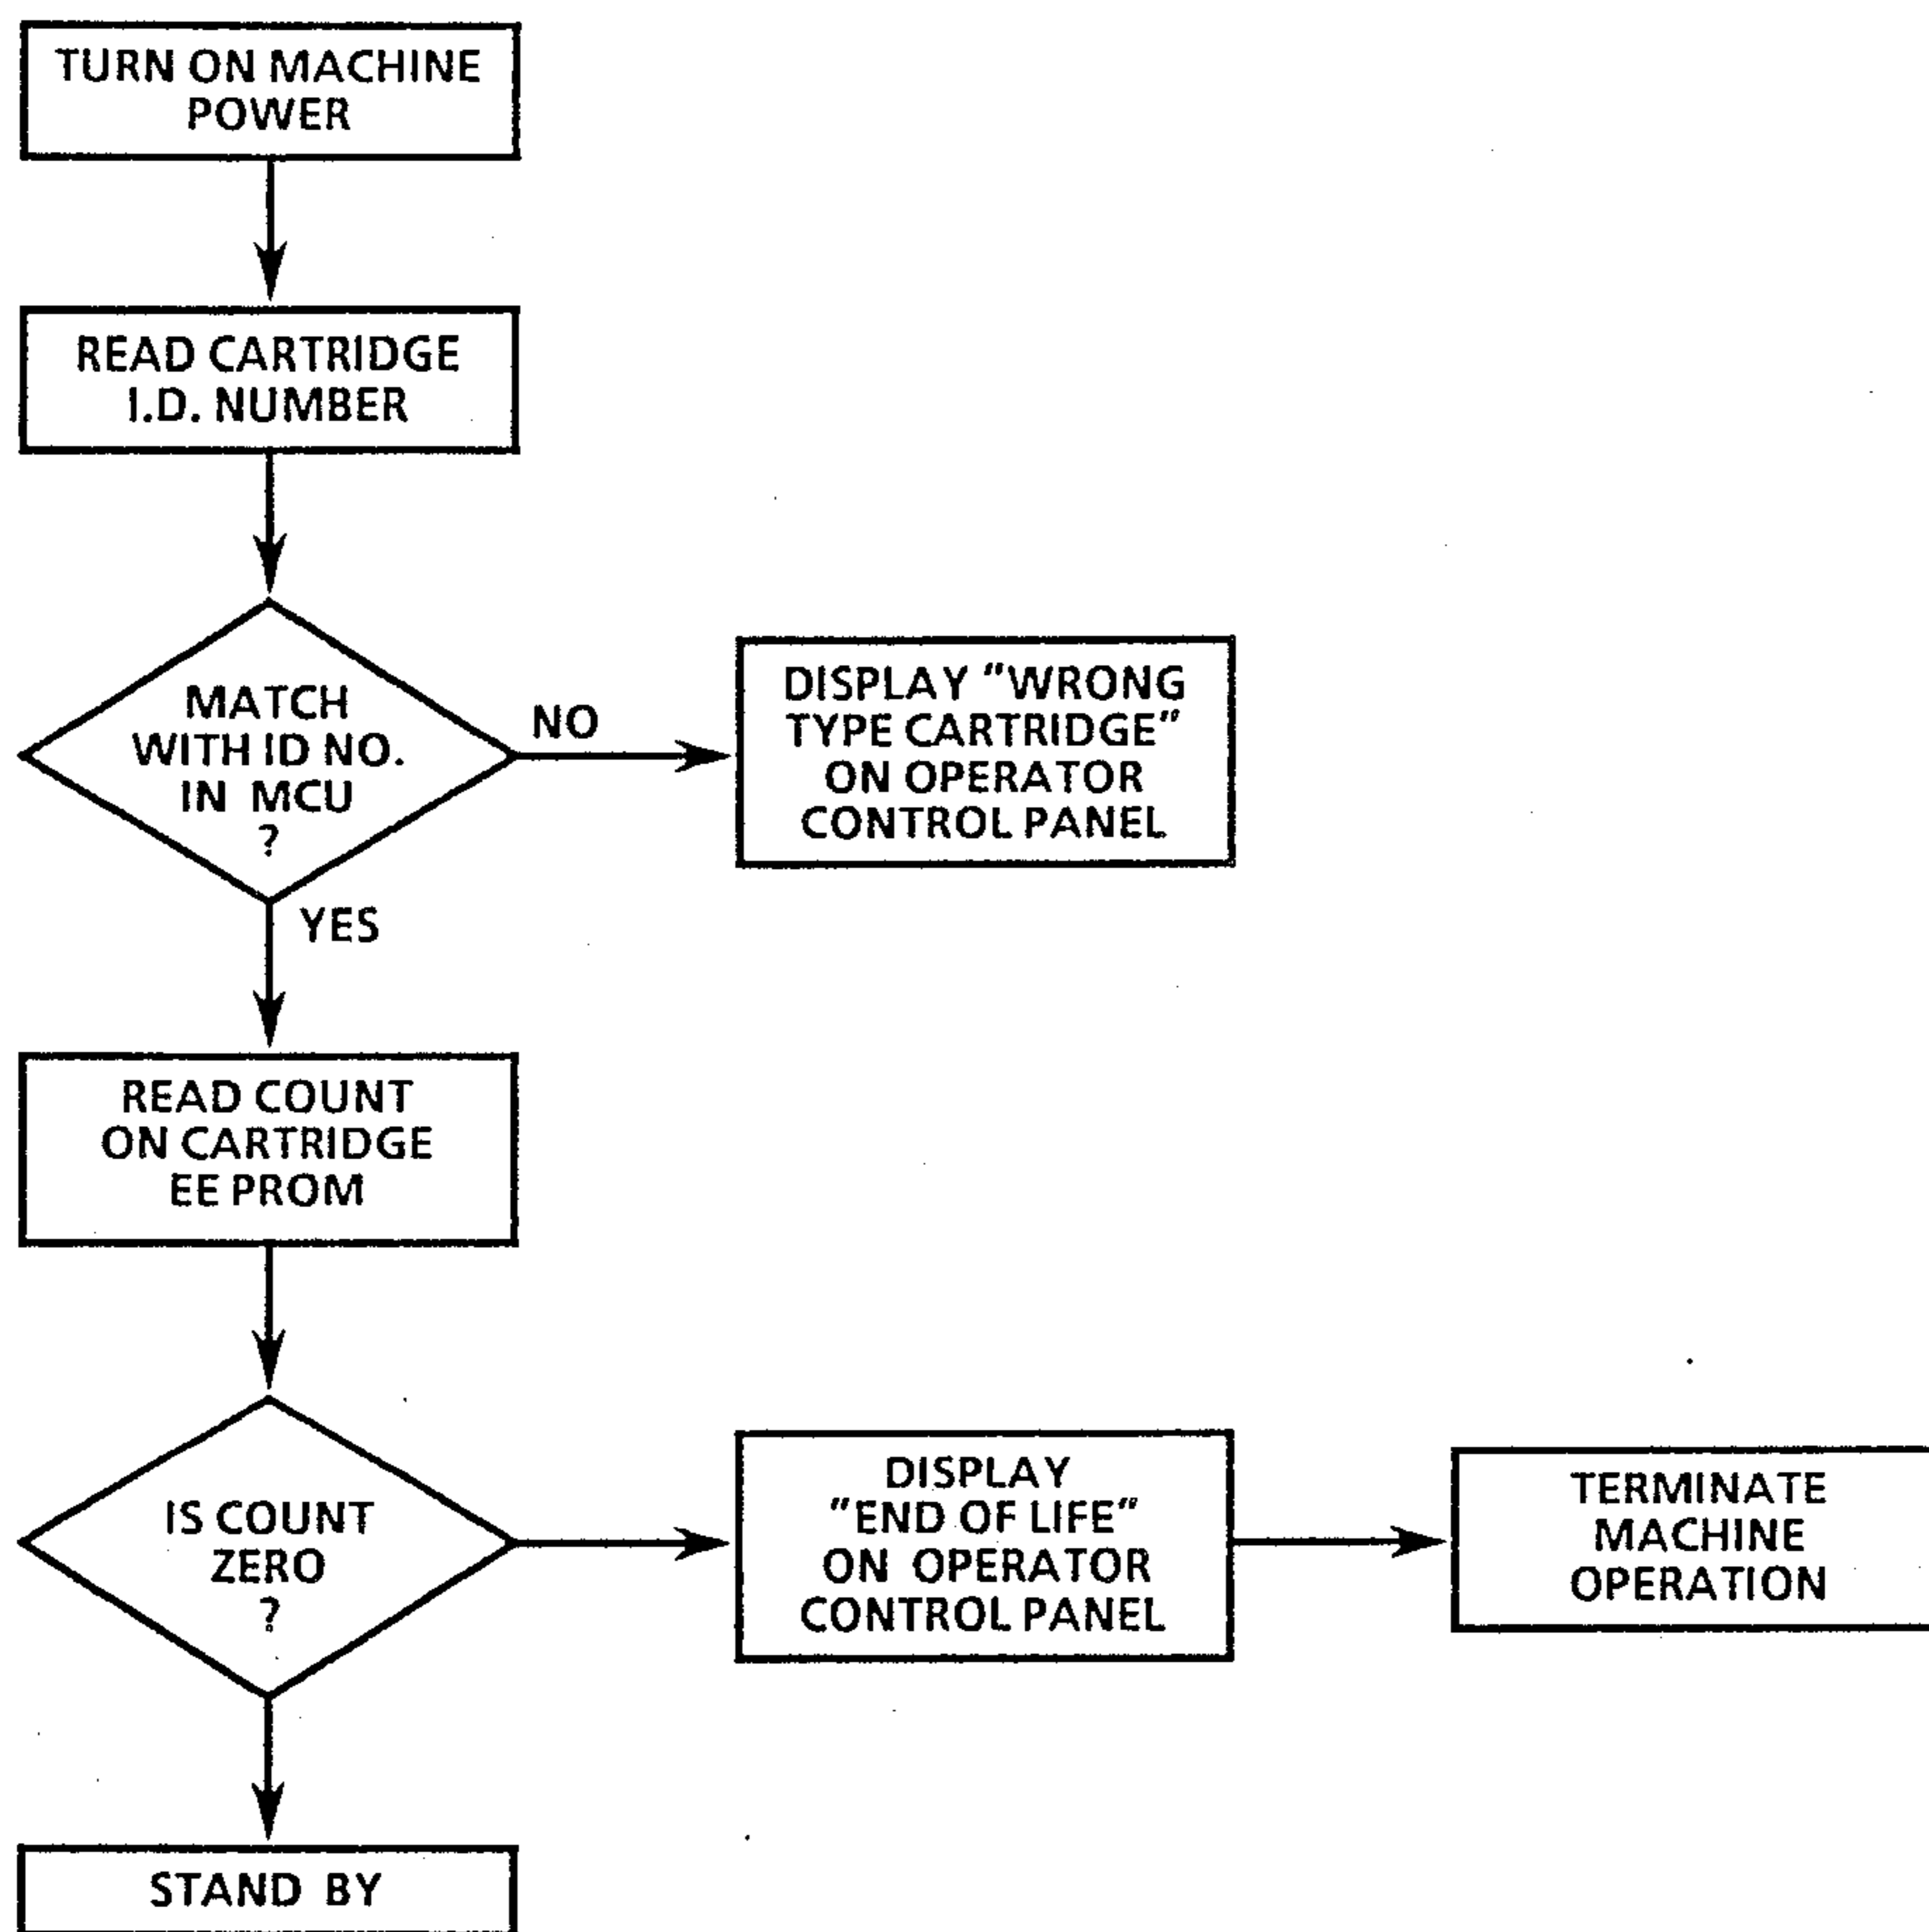 TURN ON MACHINE
POWER
READ CARTRIDGE
I.D. NUMBER
MATCH
WITH ID NO.
IN MCU
?
NO
DISPLAY "WRONG
TYPE CARTRIDGE"
ON OPERATOR
CONTROL PANEL
YES
READ COUNT
ON CARTRIDGE
EE PROM
IS COUNT
ZERO
?
DISPLAY
"END OF LIFE"
ON OPERATOR
CONTROL PANEL
TERMINATE
MACHINE
OPERATION
STAND BY